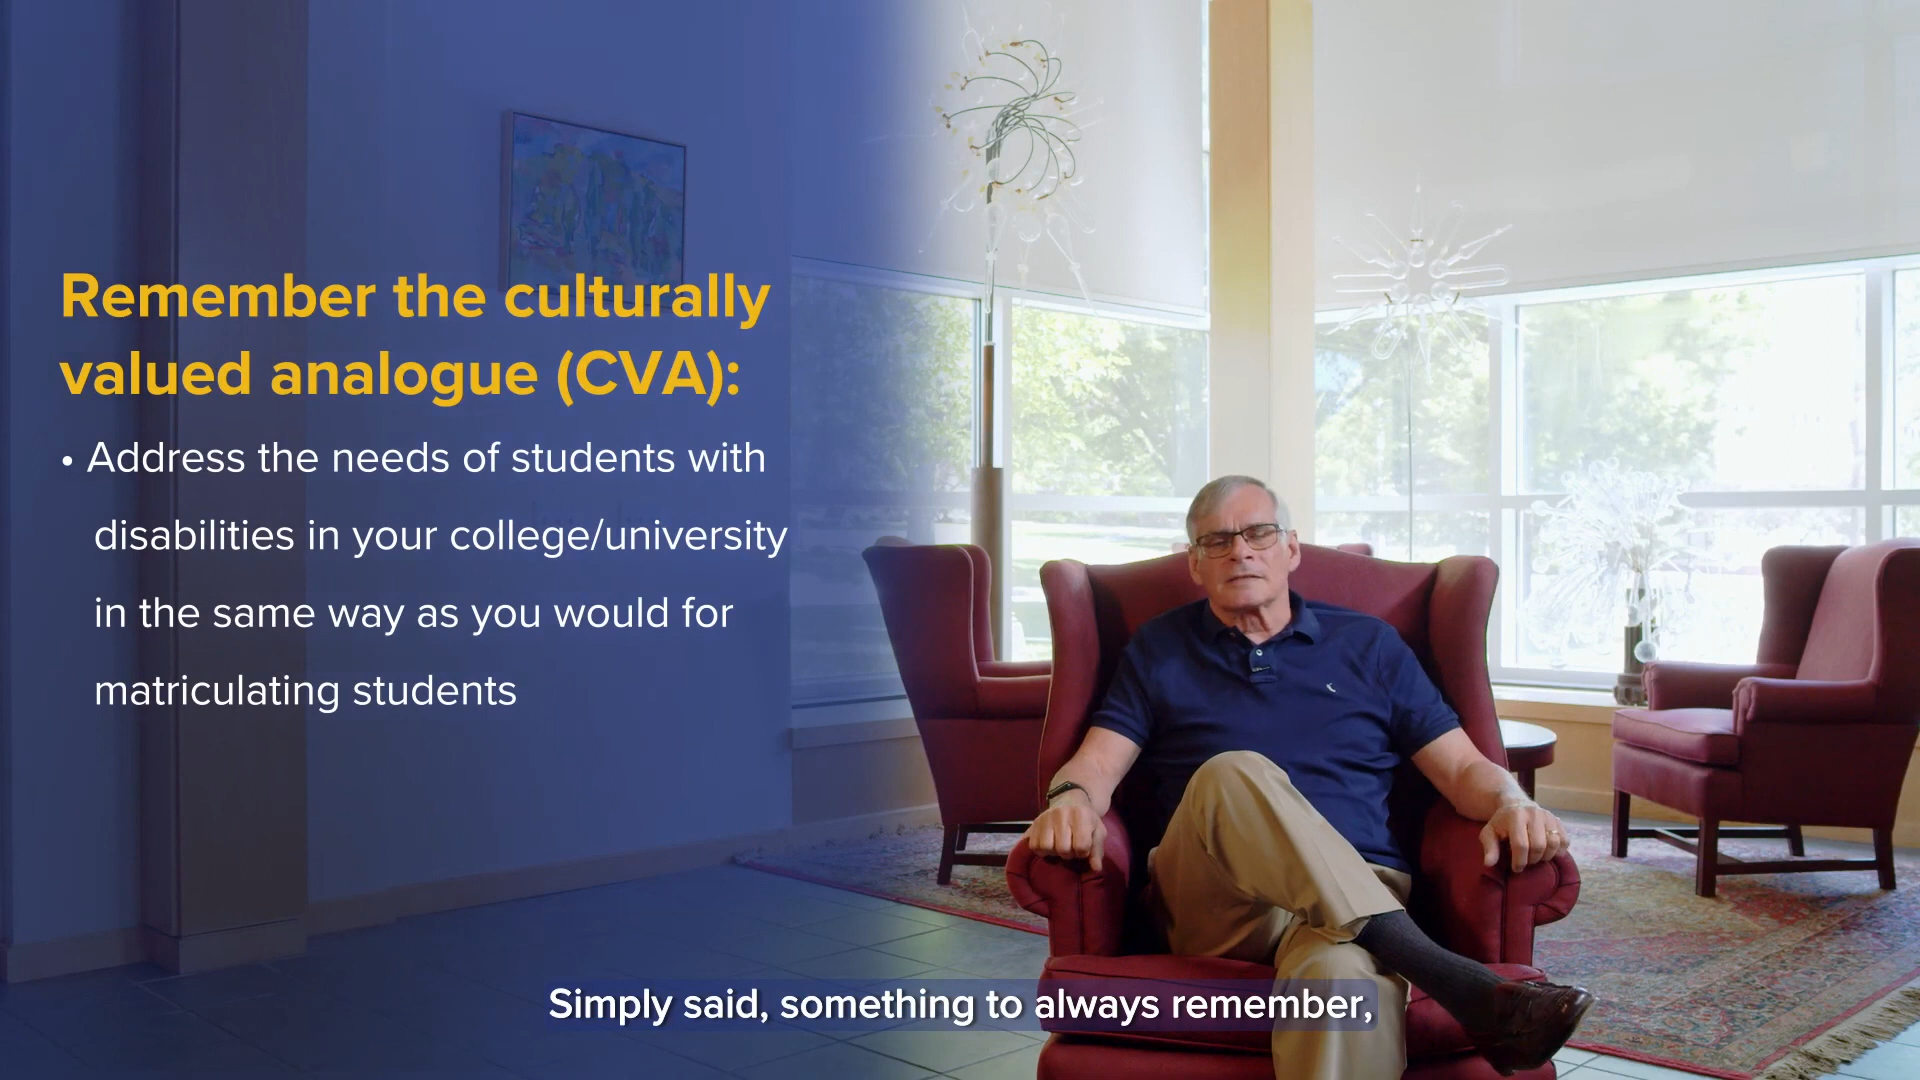 Remember the culturally
valued analogue (CVA):
• Address the needs of students with
disabilities in your college/university
in the same way as you would for
matriculating students
Simply said, something to always remember,